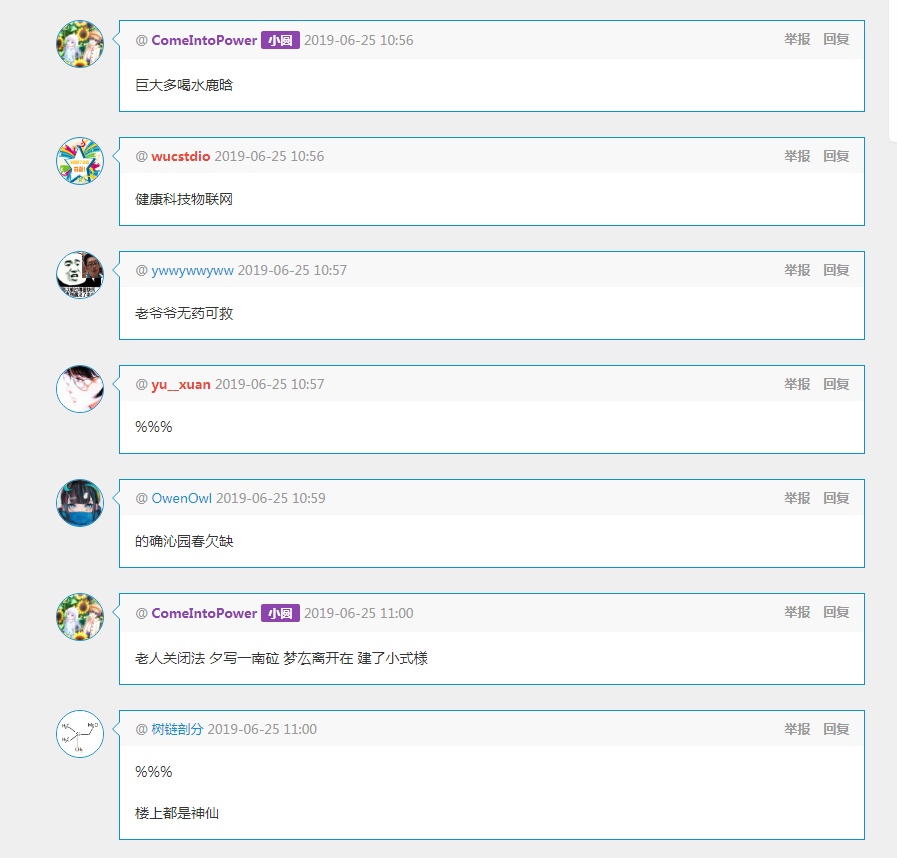 @ ComeIntoPower 小圆 2019-06-25 10:56 举报 回复
巨大多喝水鹿晗
@ wucstdio 2019-06-25 10:56 举报 回复
健康科技物联网
@ ywwywwyww 2019-06-25 10:57 举报 回复
老爷爷无药可救
@ yu__xuan 2019-06-25 10:57 举报 回复
%%%
@ OwenOwl 2019-06-25 10:59 举报 回复
的确沁园春欠缺
@ ComeIntoPower 小圆 2019-06-25 11:00 举报 回复
老人关闭法 夕写一南砬 梦厷离开在 建了小式様
@ 树链剖分 2019-06-25 11:00 举报 回复
%%%
楼上都是神仙